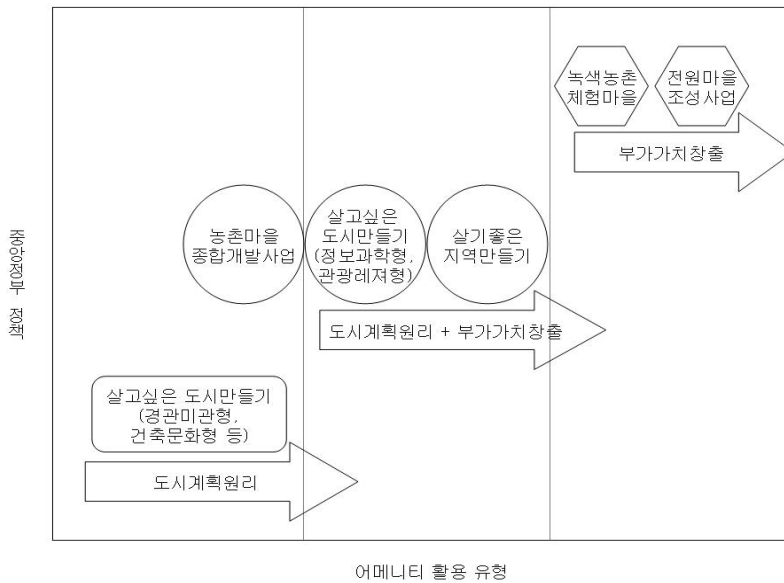 녹색농촌
체험마을
전원마을
조성사업
부가가치창출
농촌마을
종합개발사업
살고싶은
도시만들기
(정보과학형,
관광레져형)
살기좋은
지역만들기
도시계획원리 + 부가가치창출
살고싶은 도시만들기
(경관미관형,
건축문화형 등)
도시계획원리
중앙정부 정책
어메니티 활용 유형